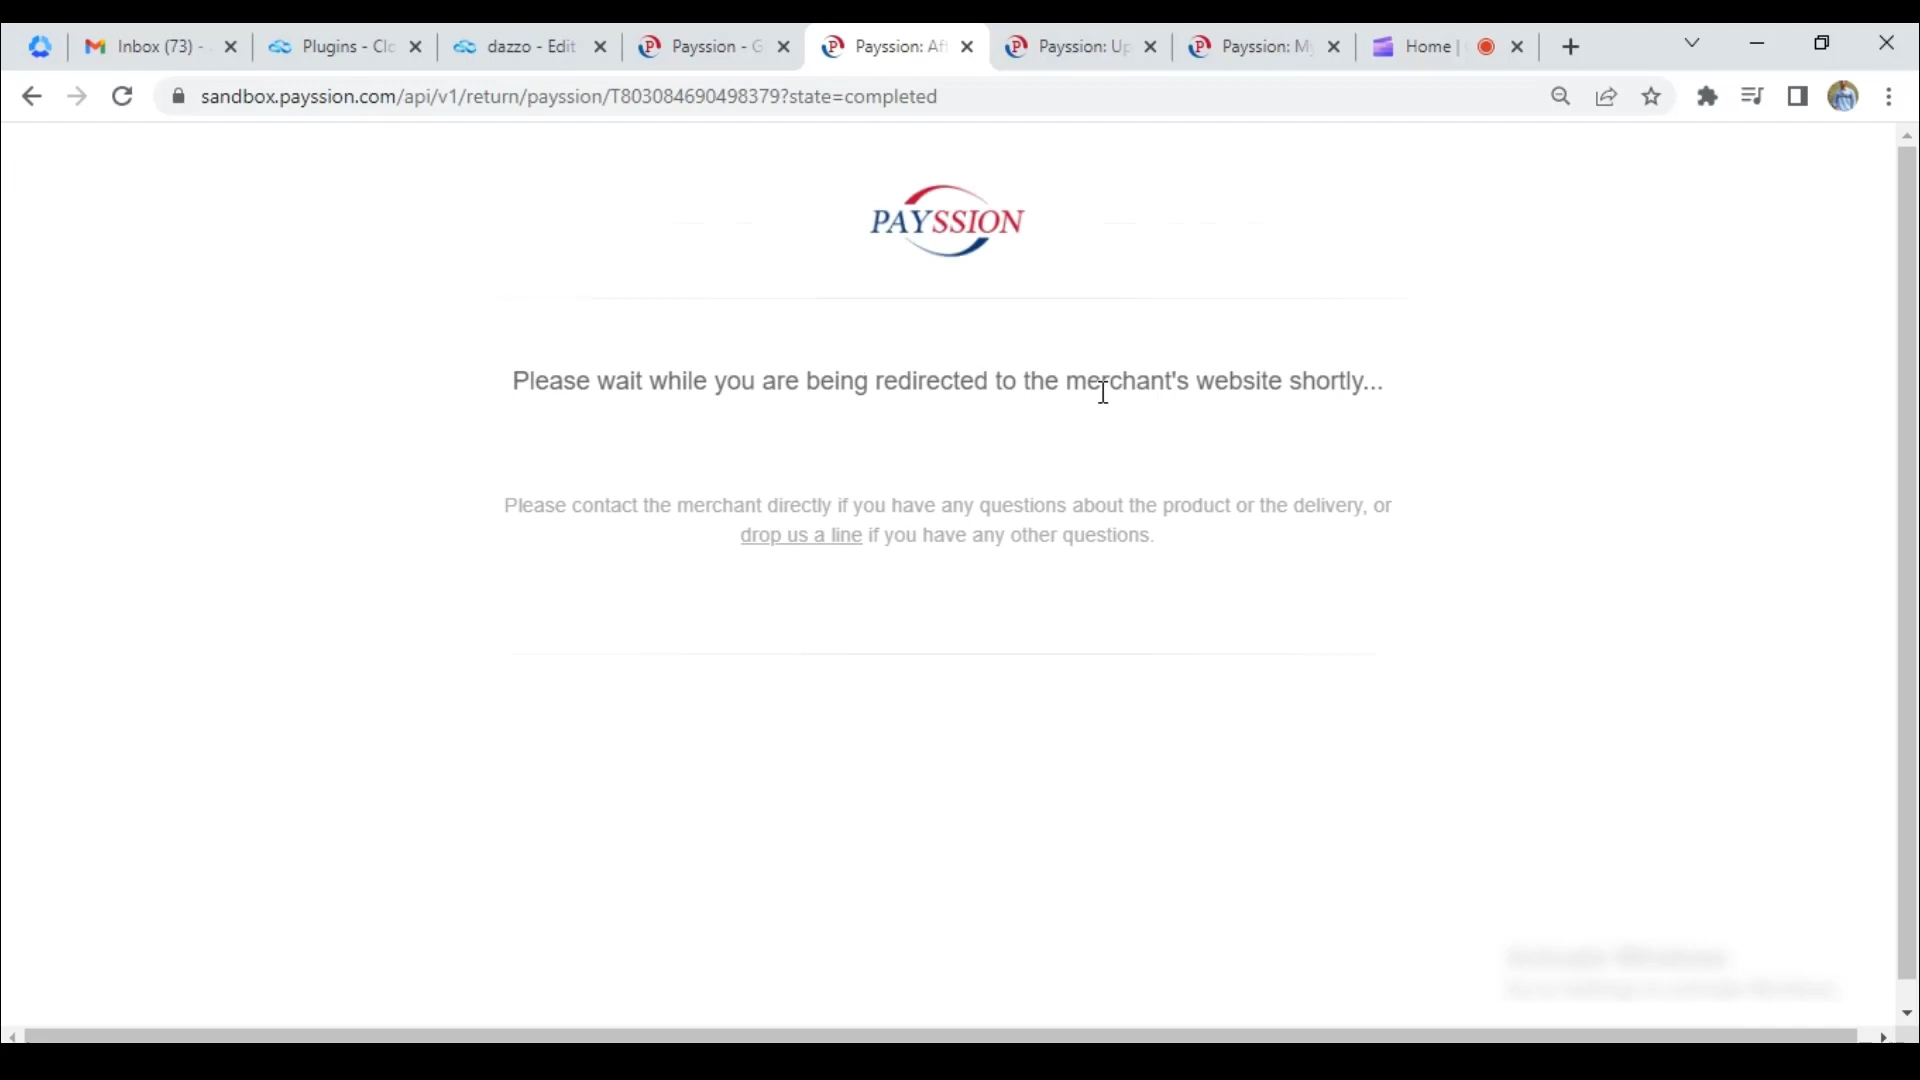 Inbox (73) -
Plugins - Clo
dazzo - Edit
Payssion - G
Payssion: Aff
Payssion: Up
Payssion: My
Home |
sandbox.payssion.com/api/v1/return/payssion/T803084690498379?state=completed
PAYSSION
Please wait while you are being redirected to the merchant's website shortly...
Please contact the merchant directly if you have any questions about the product or the delivery, or
drop us a line if you have any other questions.